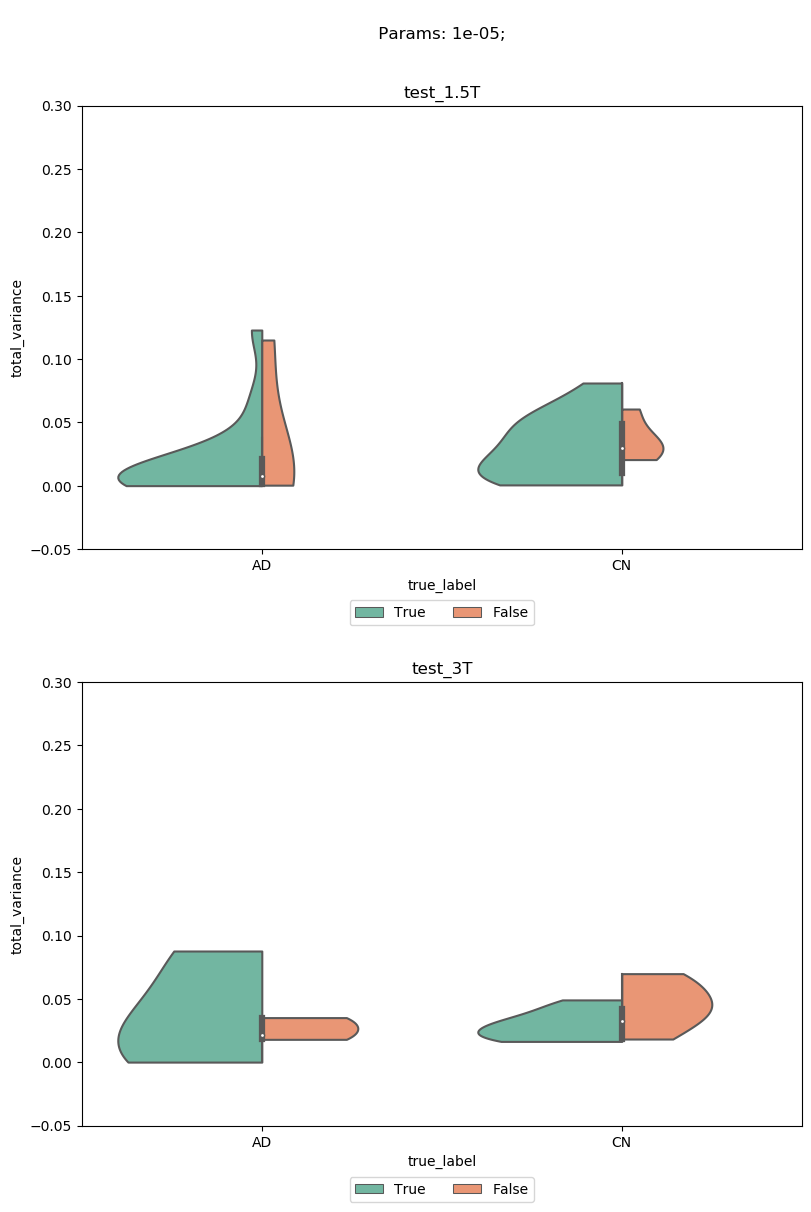 Params: 1e-05;
test_1.5T
0.30
0.25
0.20
0.15
0.10
0.05
0.00
−0.05
total_variance
AD CN
true_label
True False
test_3T
0.30
0.25
0.20
0.15
0.10
0.05
0.00
−0.05
total_variance
AD CN
true_label
True False